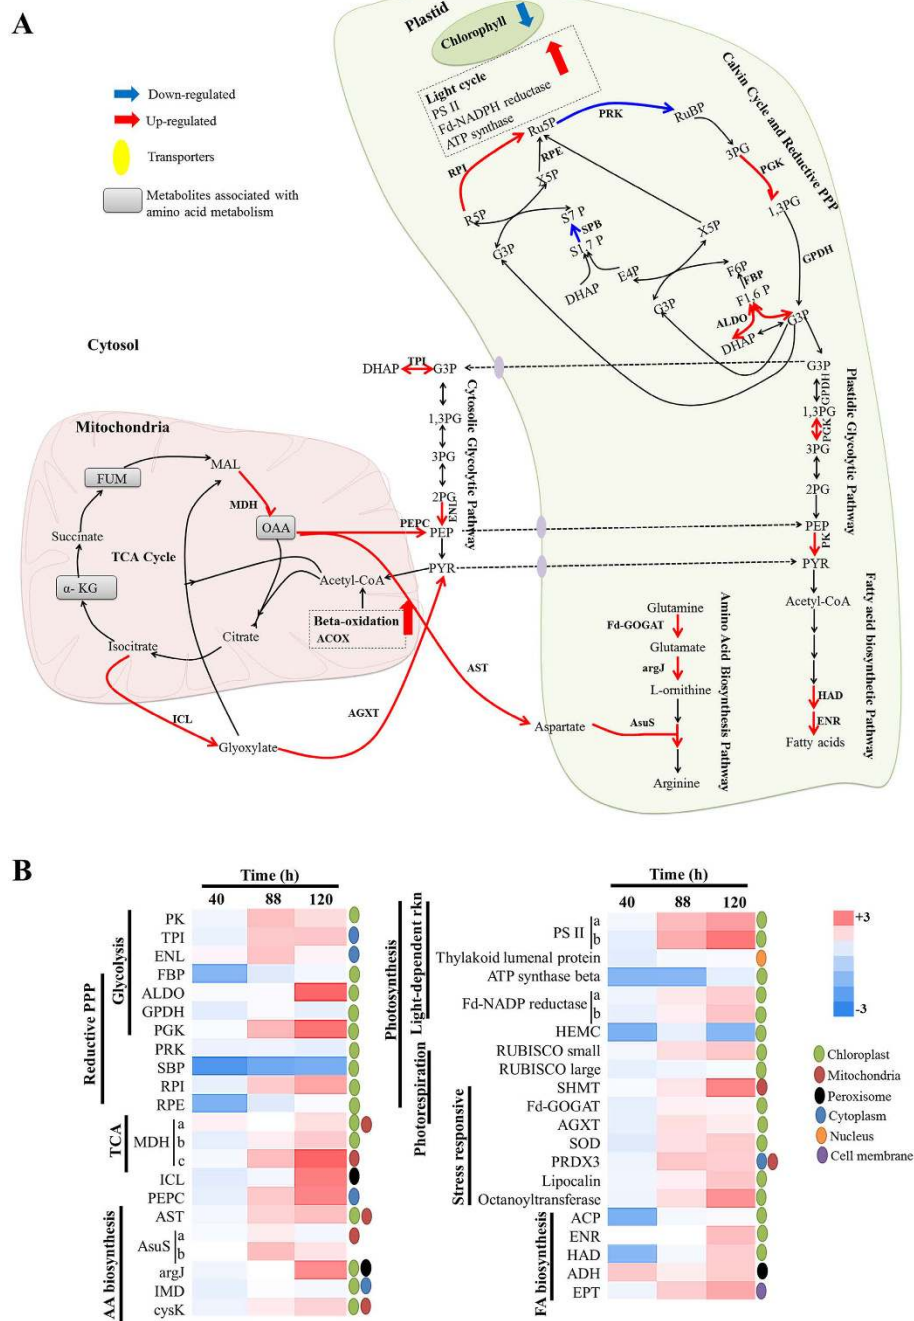 A
Plastid
Chlorophyll
Down-regulated
Up-regulated
Transporters
Metabolites associated with
amino acid metabolism
Light cycle
PS II
Fd-NADPH reductase
ATP synthase
Calvin Cycle and Reductive PPP
Ru5P
PRK
RuBP
3PG
PGK
1,3PG
GPDH
RPI
RPE
X5P
R5P
S7 P
SPB
S1,7 P
G3P
DHAP
E4P
X5P
F6P
FBP
F1,6 P
G3P
ALDO
DHAP
G3P
Cytosol
DHAP
TPI
G3P
G3P
GPDH
1,3PG
1,3PG
PGK
3PG
3PG
2PG
2PG
ENL
PEPC
PEP
PEP
PK
PYR
PYR
Cytosolic Glycolytic Pathway
Plastidic Glycolytic Pathway
Mitochondria
MAL
FUM
MDH
OAA
Succinate
TCA Cycle
α- KG
Acetyl-CoA
Beta-oxidation
ACOX
Citrate
Isocitrate
ICL
Glyoxylate
AGXT
AST
Aspartate
Glutamine
Fd-GOGAT
Glutamate
argJ
L-ornithine
AsuS
Arginine
Amino Acid Biosynthesis Pathway
Acetyl-CoA
HAD
ENR
Fatty acids
Fatty acid biosynthetic Pathway
B
Time (h)
40 88 120
Reductive PPP
Glycolysis
PK
TPI
ENL
FBP
ALDO
GPDH
PGK
PRK
SBP
RPI
RPE
TCA
MDH
a
b
c
ICL
PEPC
AA biosynthesis
AST
AsuS
a
b
argJ
IMD
cysK
Time (h)
40 88 120
Photosynthesis
Light-dependent rkn
PS II
a
b
Thylakoid lumenal protein
ATP synthase beta
Fd-NADP reductase
a
b
HEMC
Photorespiration
RUBISCO small
RUBISCO large
SHMT
Fd-GOGAT
Stress responsive
AGXT
SOD
PRDX3
Lipocalin
Octanoyltransferase
FA biosynthesis
ACP
ENR
HAD
ADH
EPT
+3
-3
Chloroplast
Mitochondria
Peroxisome
Cytoplasm
Nucleus
Cell membrane